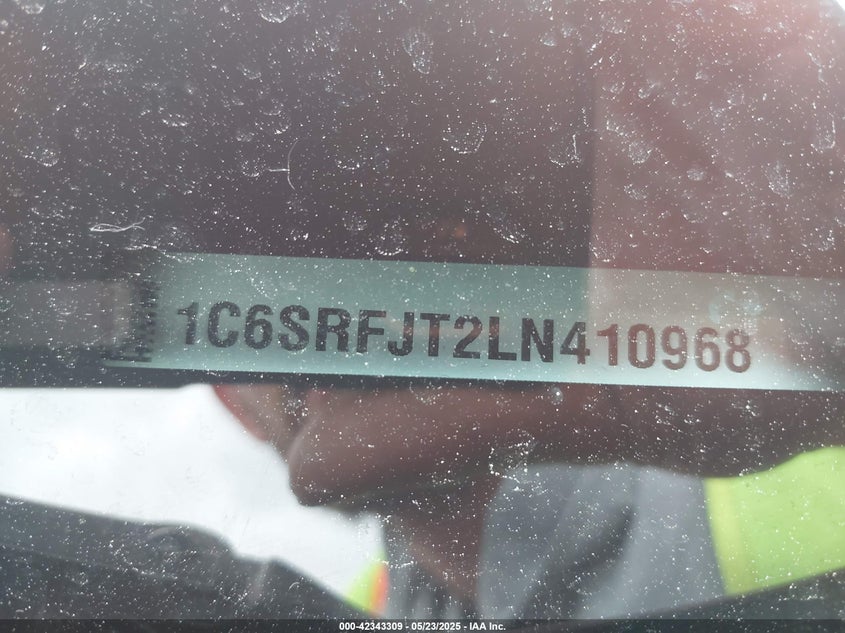 1C6SRFJT2LN410968
000-42343309 — 05/23/2025 — IAA Inc.